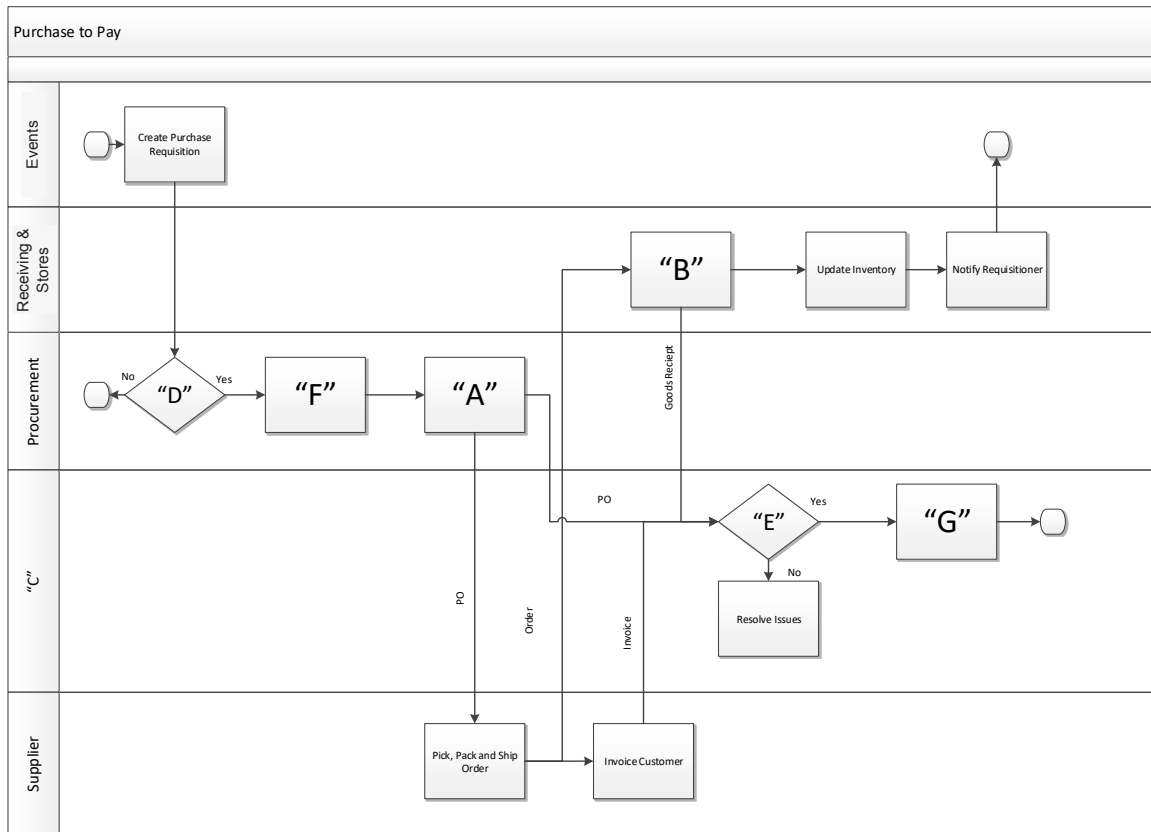 Purchase to Pay
Events
Create Purchase
Requisition
Receiving &
Stores
“B”
Update Inventory
Notify Requisitioner
Procurement
No
“D”
Yes
“F”
“A”
Goods Reciept
“C”
PO
PO
Order
Invoice
“E”
Yes
No
“G”
Resolve Issues
Supplier
Pick, Pack and Ship
Order
Invoice Customer